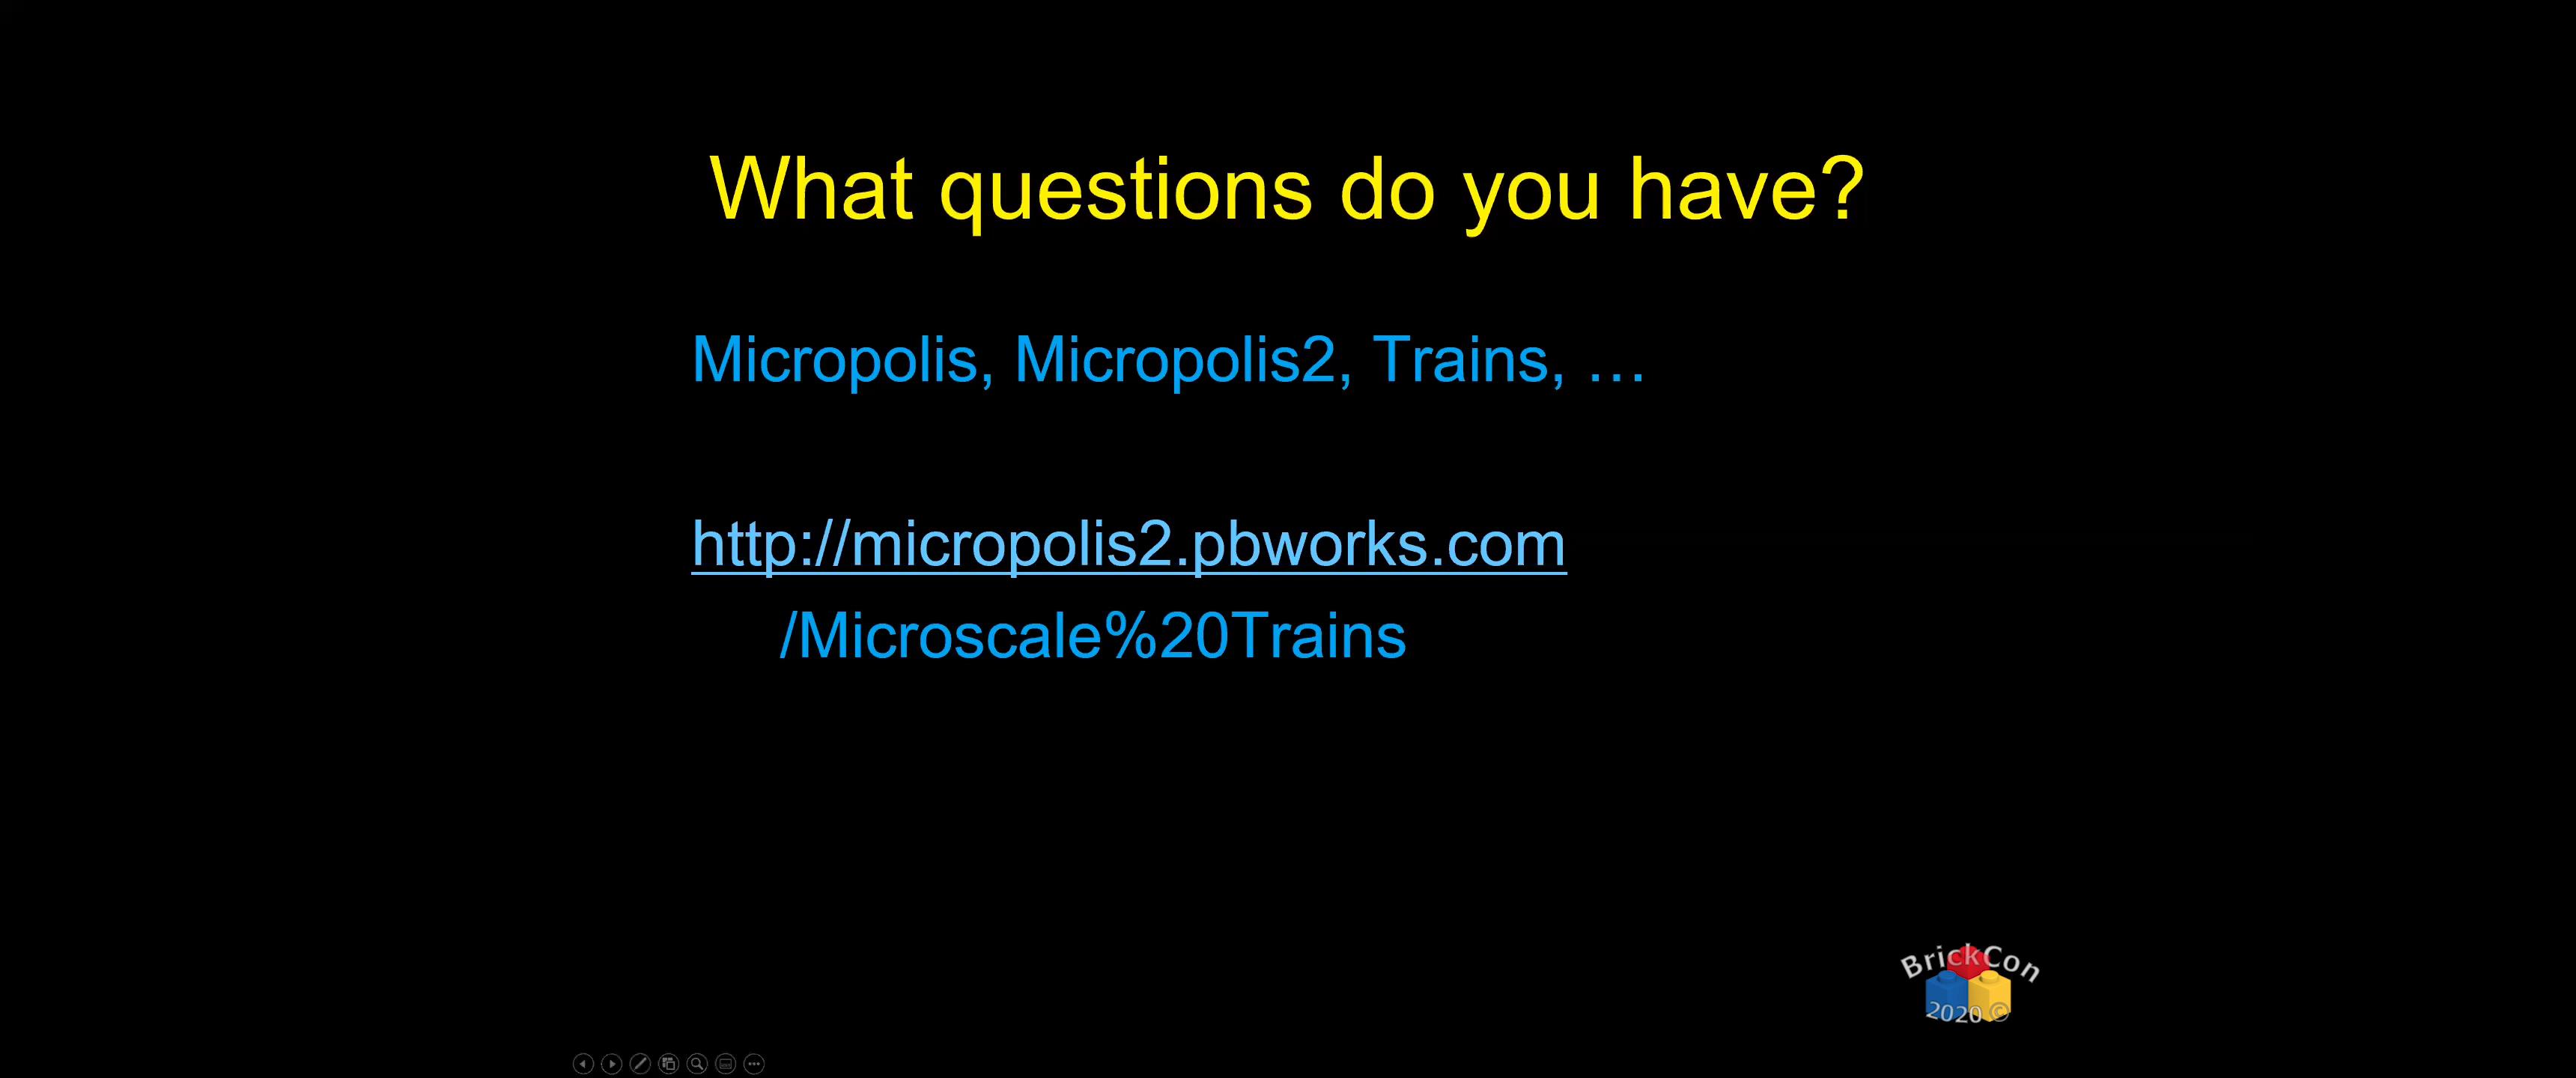 What questions do you have?
Micropolis, Micropolis2, Trains, …
http://micropolis2.pbworks.com
/Microscale%20Trains
BrickCon
2020 ©